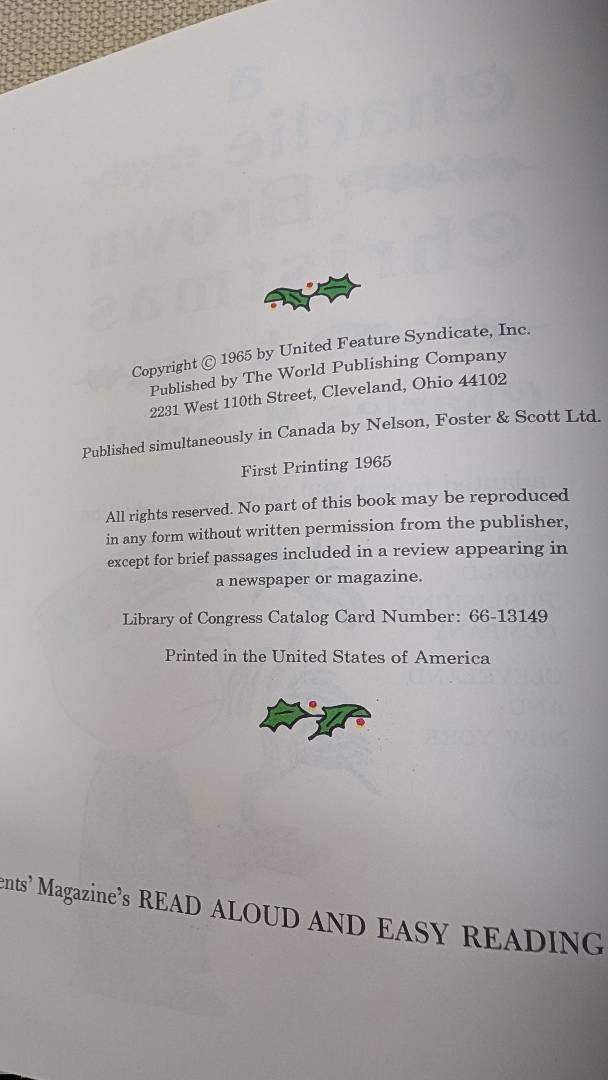 a
Charlie
Brown
Christmas
Copyright © 1965 by United Feature Syndicate, Inc.
Published by The World Publishing Company
2231 West 110th Street, Cleveland, Ohio 44102
Published simultaneously in Canada by Nelson, Foster & Scott Ltd.
First Printing 1965
All rights reserved. No part of this book may be reproduced
in any form without written permission from the publisher,
except for brief passages included in a review appearing in
a newspaper or magazine.
Library of Congress Catalog Card Number: 66-13149
Printed in the United States of America
ents’ Magazine’s READ ALOUD AND EASY READING